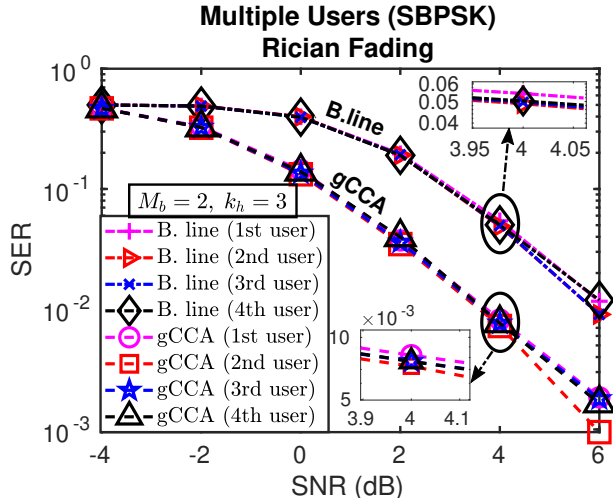 Multiple Users (SBPSK)
Rician Fading
SER
10^0
10^-1
10^-2
10^-3
B.line
gCCA
0.06
0.05
0.04
3.95 4 4.05
M_b = 2, k_h = 3
B. line (1st user)
B. line (2nd user)
B. line (3rd user)
B. line (4th user)
gCCA (1st user)
gCCA (2nd user)
gCCA (3rd user)
gCCA (4th user)
×10^-3
10
5
3.9 4 4.1
-4 -2 0 2 4 6
SNR (dB)